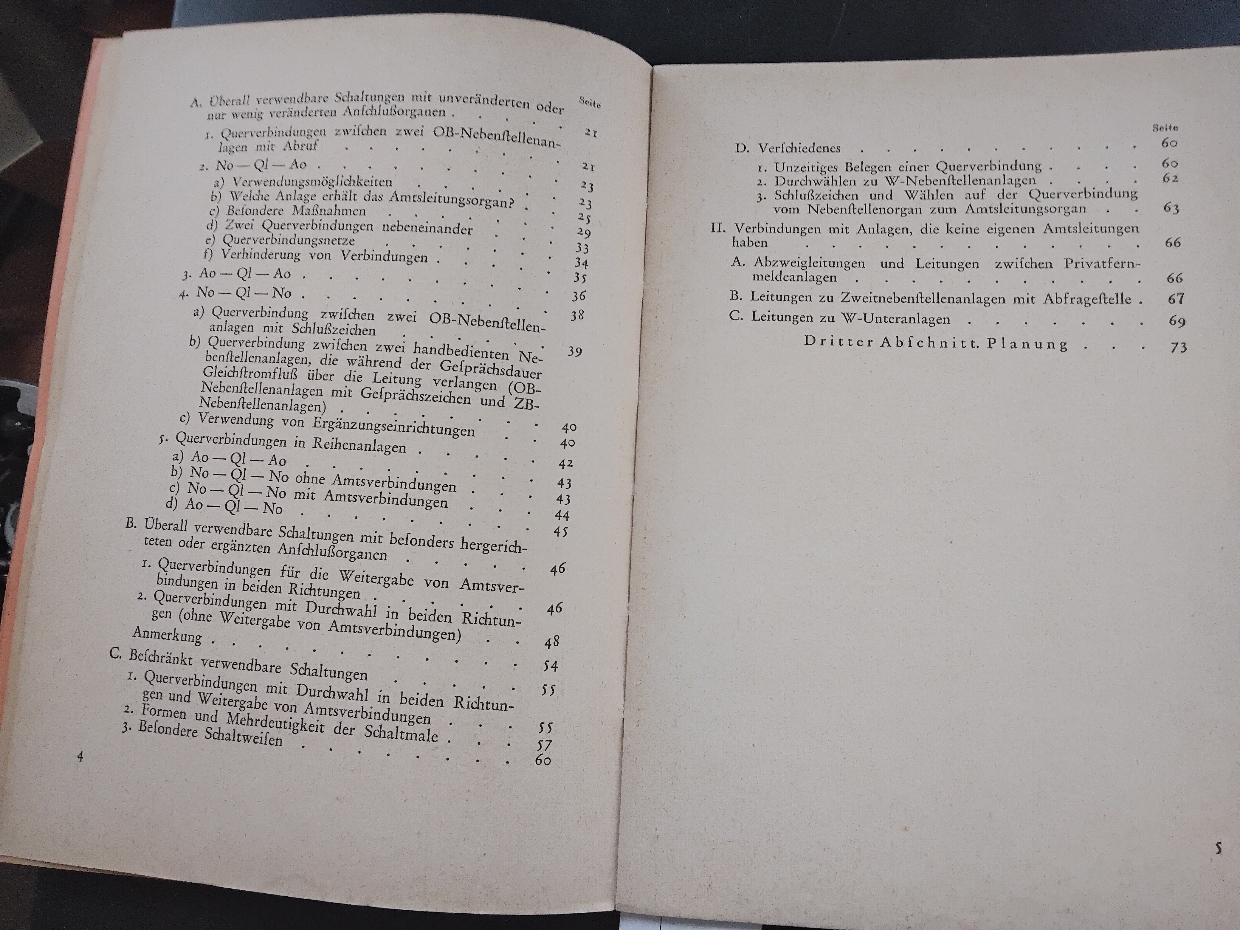 Seite
A. Überall verwendbare Schaltungen mit unveränderten oder
nur wenig veränderten Anſchlußorganen . . . . . 21
1. Querverbindungen zwiſchen zwei OB-Nebenſtellenan-
lagen mit Abruf . . . . . . . . 21
2. No — Ql — Ao . . . . . . . . 23
a) Verwendungsmöglichkeiten . . . . . 23
b) Welche Anlage erhält das Amtsleitungsorgan? . . 25
c) Beſondere Maßnahmen . . . . . . 29
d) Zwei Querverbindungen nebeneinander . . . 33
e) Querverbindungsnetze . . . . . . 34
f) Verhinderung von Verbindungen . . . . . 35
3. Ao — Ql — Ao . . . . . . . . . 36
4. No — Ql — No . . . . . . . . . 38
a) Querverbindung zwiſchen zwei OB-Nebenſtellen-
anlagen mit Schlußzeichen . . . . . . 39
b) Querverbindung zwiſchen zwei handbedienten Ne-
benſtellenanlagen, die während der Geſprächsdauer
Gleichſtromfluß über die Leitung verlangen (OB-
Nebenſtellenanlagen mit Geſprächszeichen und ZB-
Nebenſtellenanlagen) . . . . . . . 40
c) Verwendung von Ergänzungseinrichtungen . . 40
5. Querverbindungen in Reihenanlagen . . . . . 42
a) Ao — Ql — Ao . . . . . . . . 43
b) No — Ql — No ohne Amtsverbindungen . . . 43
c) No — Ql — No mit Amtsverbindungen . . . 44
d) Ao — Ql — No . . . . . . . . 45
B. Überall verwendbare Schaltungen mit beſonders hergerich-
teten oder ergänzten Anſchlußorganen . . . . . 46
1. Querverbindungen für die Weitergabe von Amtsver-
bindungen in beiden Richtungen . . . . . . 46
2. Querverbindungen mit Durchwahl in beiden Richtun-
gen (ohne Weitergabe von Amtsverbindungen) . . 48
Anmerkung . . . . . . . . . . . 54
C. Beſchränkt verwendbare Schaltungen . . . . . 55
1. Querverbindungen mit Durchwahl in beiden Richtun-
gen und Weitergabe von Amtsverbindungen . . . 55
2. Formen und Mehrdeutigkeit der Schaltmale . . . 57
3. Beſondere Schaltweiſen . . . . . . . . 60
4
Seite
D. Verſchiedenes . . . . . . . . . . 60
1. Unzeitiges Belegen einer Querverbindung . . . . 60
2. Durchwählen zu W-Nebenſtellenanlagen . . . . 62
3. Schlußzeichen und Wählen auf der Querverbindung
vom Nebenſtellenorgan zum Amtsleitungsorgan . . 63
II. Verbindungen mit Anlagen, die keine eigenen Amtsleitungen
haben . . . . . . . . . . . 66
A. Abzweigleitungen und Leitungen zwiſchen Privatfern-
meldeanlagen . . . . . . . . . . 66
B. Leitungen zu Zweitnebenſtellenanlagen mit Abfrageſtelle . 67
C. Leitungen zu W-Unteranlagen . . . . . . . 69
Dritter Abſchnitt. Planung . . . 73
5